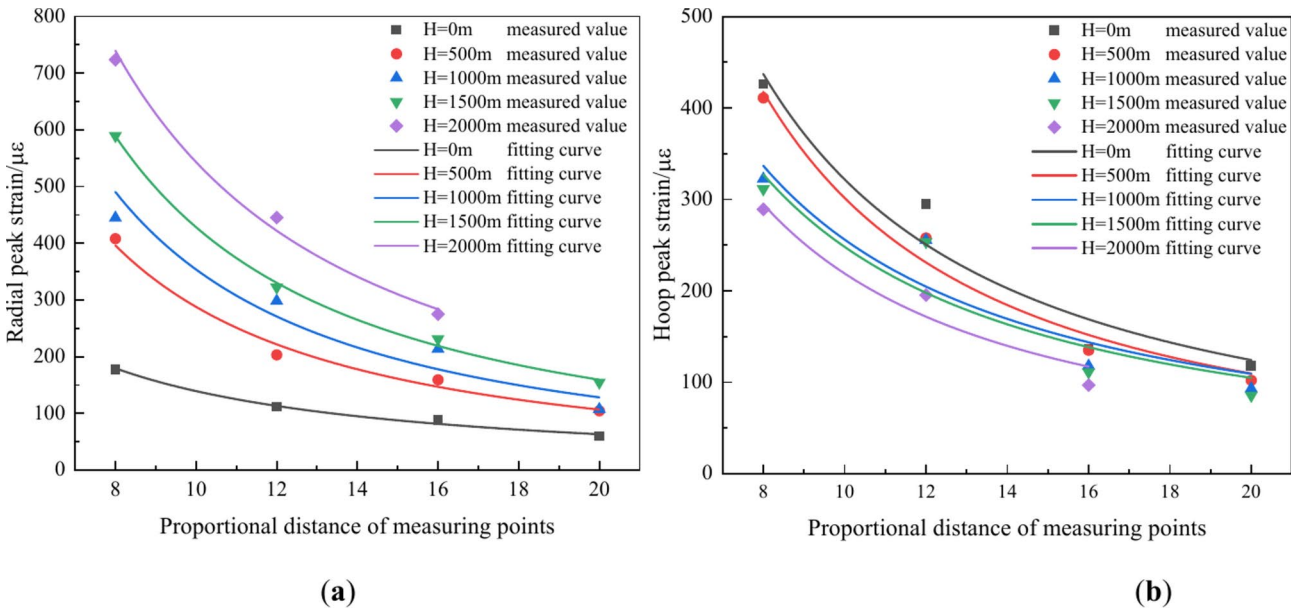 800
700
600
500
400
300
200
100
0
Radial peak strain/με
H=0m measured value
H=500m measured value
H=1000m measured value
H=1500m measured value
H=2000m measured value
H=0m fitting curve
H=500m fitting curve
H=1000m fitting curve
H=1500m fitting curve
H=2000m fitting curve
8 10 12 14 16 18 20
Proportional distance of measuring points
(a)
500
400
300
200
100
0
Hoop peak strain/με
H=0m measured value
H=500m measured value
H=1000m measured value
H=1500m measured value
H=2000m measured value
H=0m fitting curve
H=500m fitting curve
H=1000m fitting curve
H=1500m fitting curve
H=2000m fitting curve
8 10 12 14 16 18 20
Proportional distance of measuring points
(b)